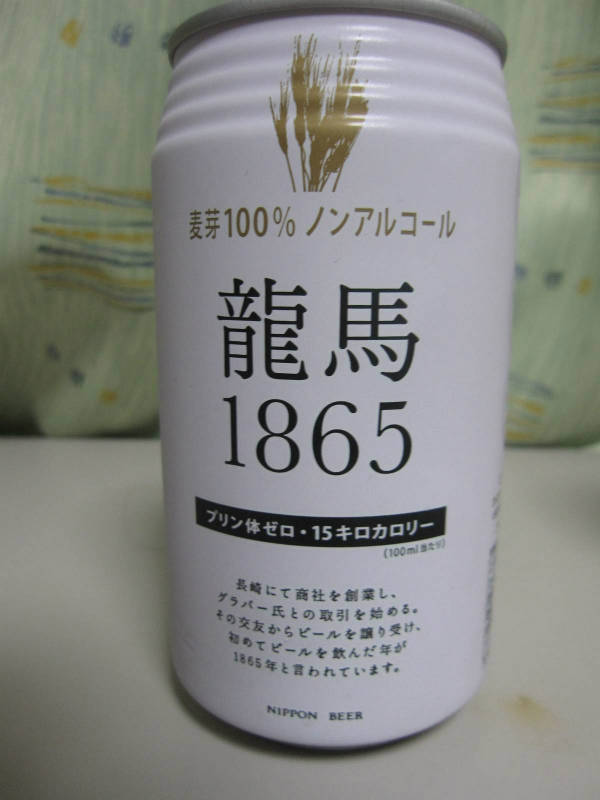 麦芽100% ノンアルコール
龍馬
1865
プリン体ゼロ・15キロカロリー
(100ml当たり)
長崎にて商社を創業し、
グラバー氏との取引を始める。
その交友からビールを譲り受け、
初めてビールを飲んだ年が
1865年と言われています。
NIPPON BEER